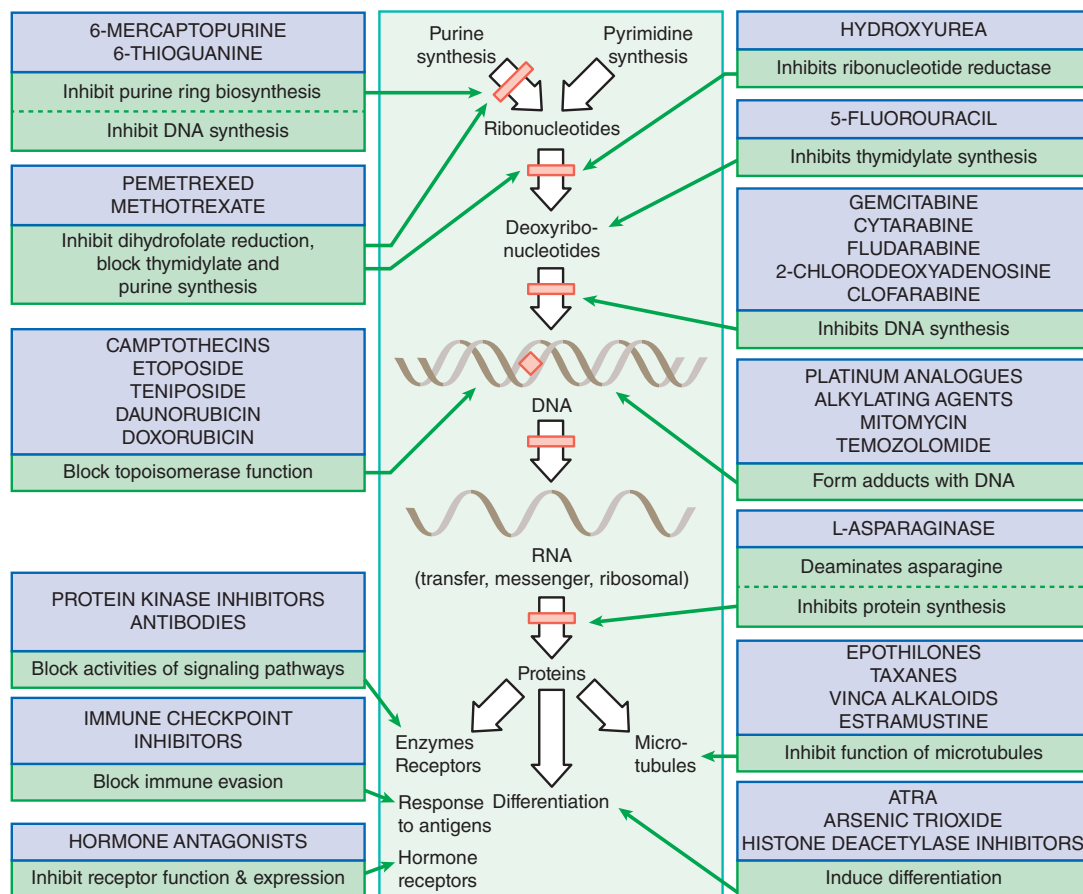 6-MERCAPTOPURINE
6-THIOGUANINE
Inhibit purine ring biosynthesis
Inhibit DNA synthesis
PEMETREXED
METHOTREXATE
Inhibit dihydrofolate reduction,
block thymidylate and
purine synthesis
CAMPTOTHECINS
ETOPOSIDE
TENIPOSIDE
DAUNORUBICIN
DOXORUBICIN
Block topoisomerase function
PROTEIN KINASE INHIBITORS
ANTIBODIES
Block activities of signaling pathways
IMMUNE CHECKPOINT
INHIBITORS
Block immune evasion
HORMONE ANTAGONISTS
Inhibit receptor function & expression
Purine
synthesis
Pyrimidine
synthesis
Ribonucleotides
Deoxyribo-
nucleotides
DNA
RNA
(transfer, messenger, ribosomal)
Proteins
Enzymes
Receptors
Micro-
tubules
Response
to antigens
Differentiation
Hormone
receptors
HYDROXYUREA
Inhibits ribonucleotide reductase
5-FLUOROURACIL
Inhibits thymidylate synthesis
GEMCITABINE
CYTARABINE
FLUDARABINE
2-CHLORODEOXYADENOSINE
CLOFARABINE
Inhibits DNA synthesis
PLATINUM ANALOGUES
ALKYLATING AGENTS
MITOMYCIN
TEMOZOLOMIDE
Form adducts with DNA
L-ASPARAGINASE
Deaminates asparagine
Inhibits protein synthesis
EPOTHILONES
TAXANES
VINCA ALKALOIDS
ESTRAMUSTINE
Inhibit function of microtubules
ATRA
ARSENIC TRIOXIDE
HISTONE DEACETYLASE INHIBITORS
Induce differentiation